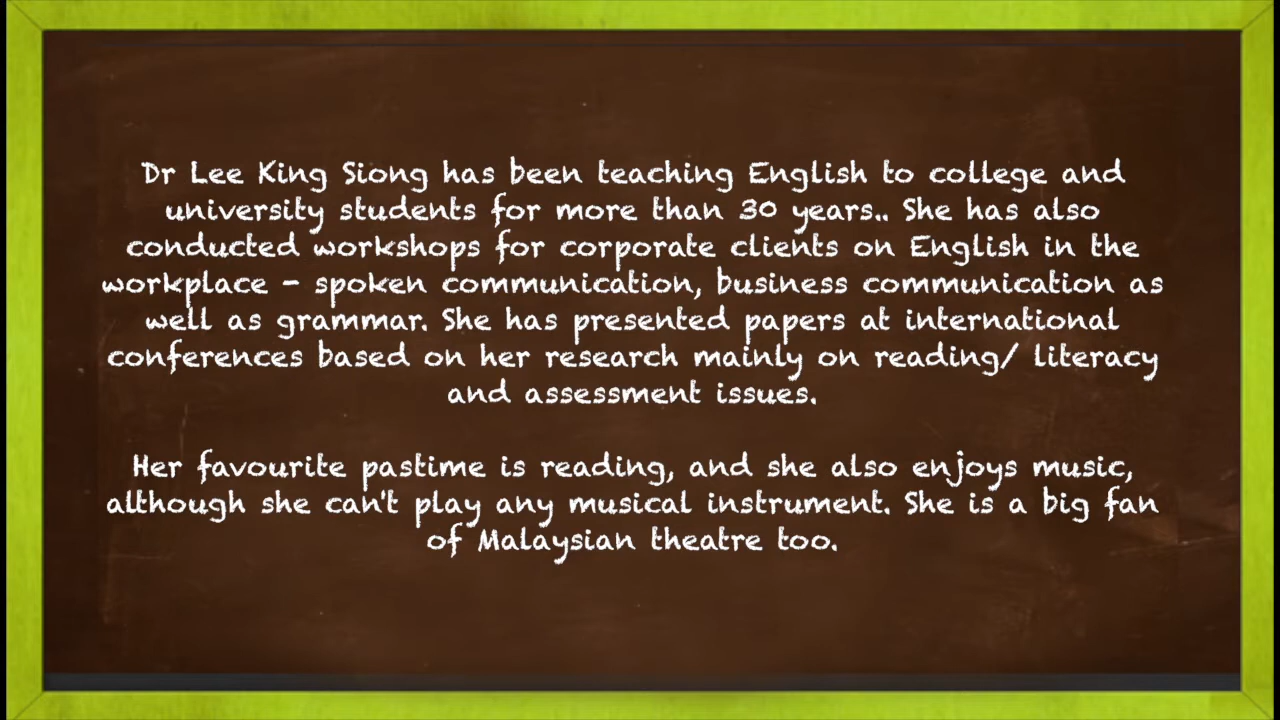 Dr Lee King Siong has been teaching English to college and
university students for more than 30 years.. She has also
conducted workshops for corporate clients on English in the
workplace - spoken communication, business communication as
well as grammar. She has presented papers at international
conferences based on her research mainly on reading/ literacy
and assessment issues.
Her favourite pastime is reading, and she also enjoys music,
although she can't play any musical instrument. She is a big fan
of Malaysian theatre too.